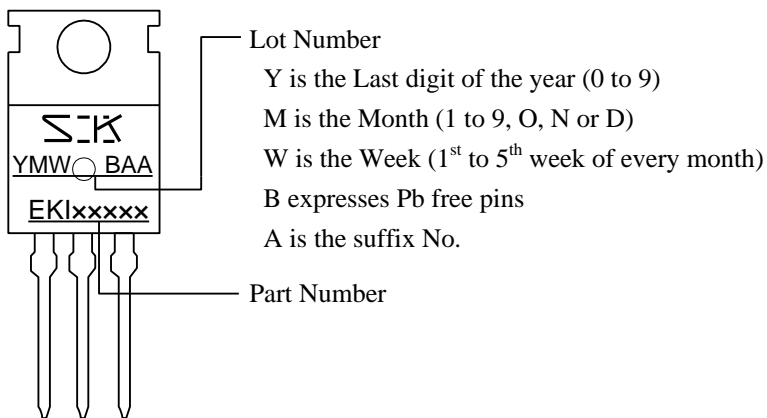 Lot Number
Y is the Last digit of the year (0 to 9)
M is the Month (1 to 9, O, N or D)
W is the Week (1st to 5th week of every month)
B expresses Pb free pins
A is the suffix No.
Part Number
SK
YMW BAA
EKI×××××